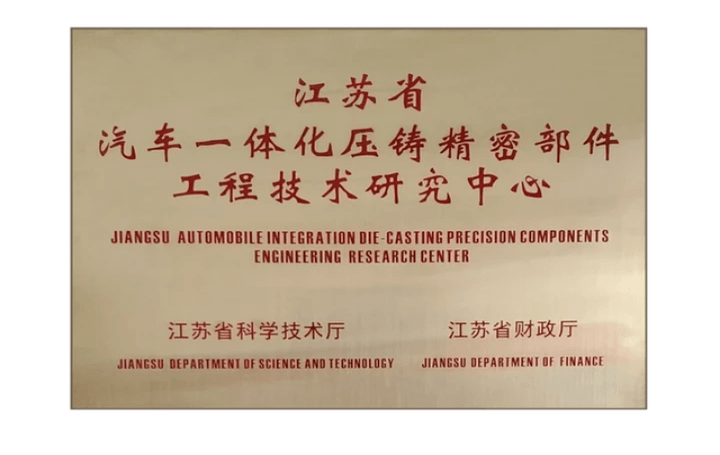 江苏省
汽车一体化压铸精密部件
工程技术研究中心
JIANGSU AUTOMOBILE INTEGRATION DIE-CASTING PRECISION COMPONENTS
ENGINEERING RESEARCH CENTER
江苏省科学技术厅 江苏省财政厅
JIANGSU DEPARTMENT OF SCIENCE AND TECHNOLOGY JIANGSU DEPARTMENT OF FINANCE